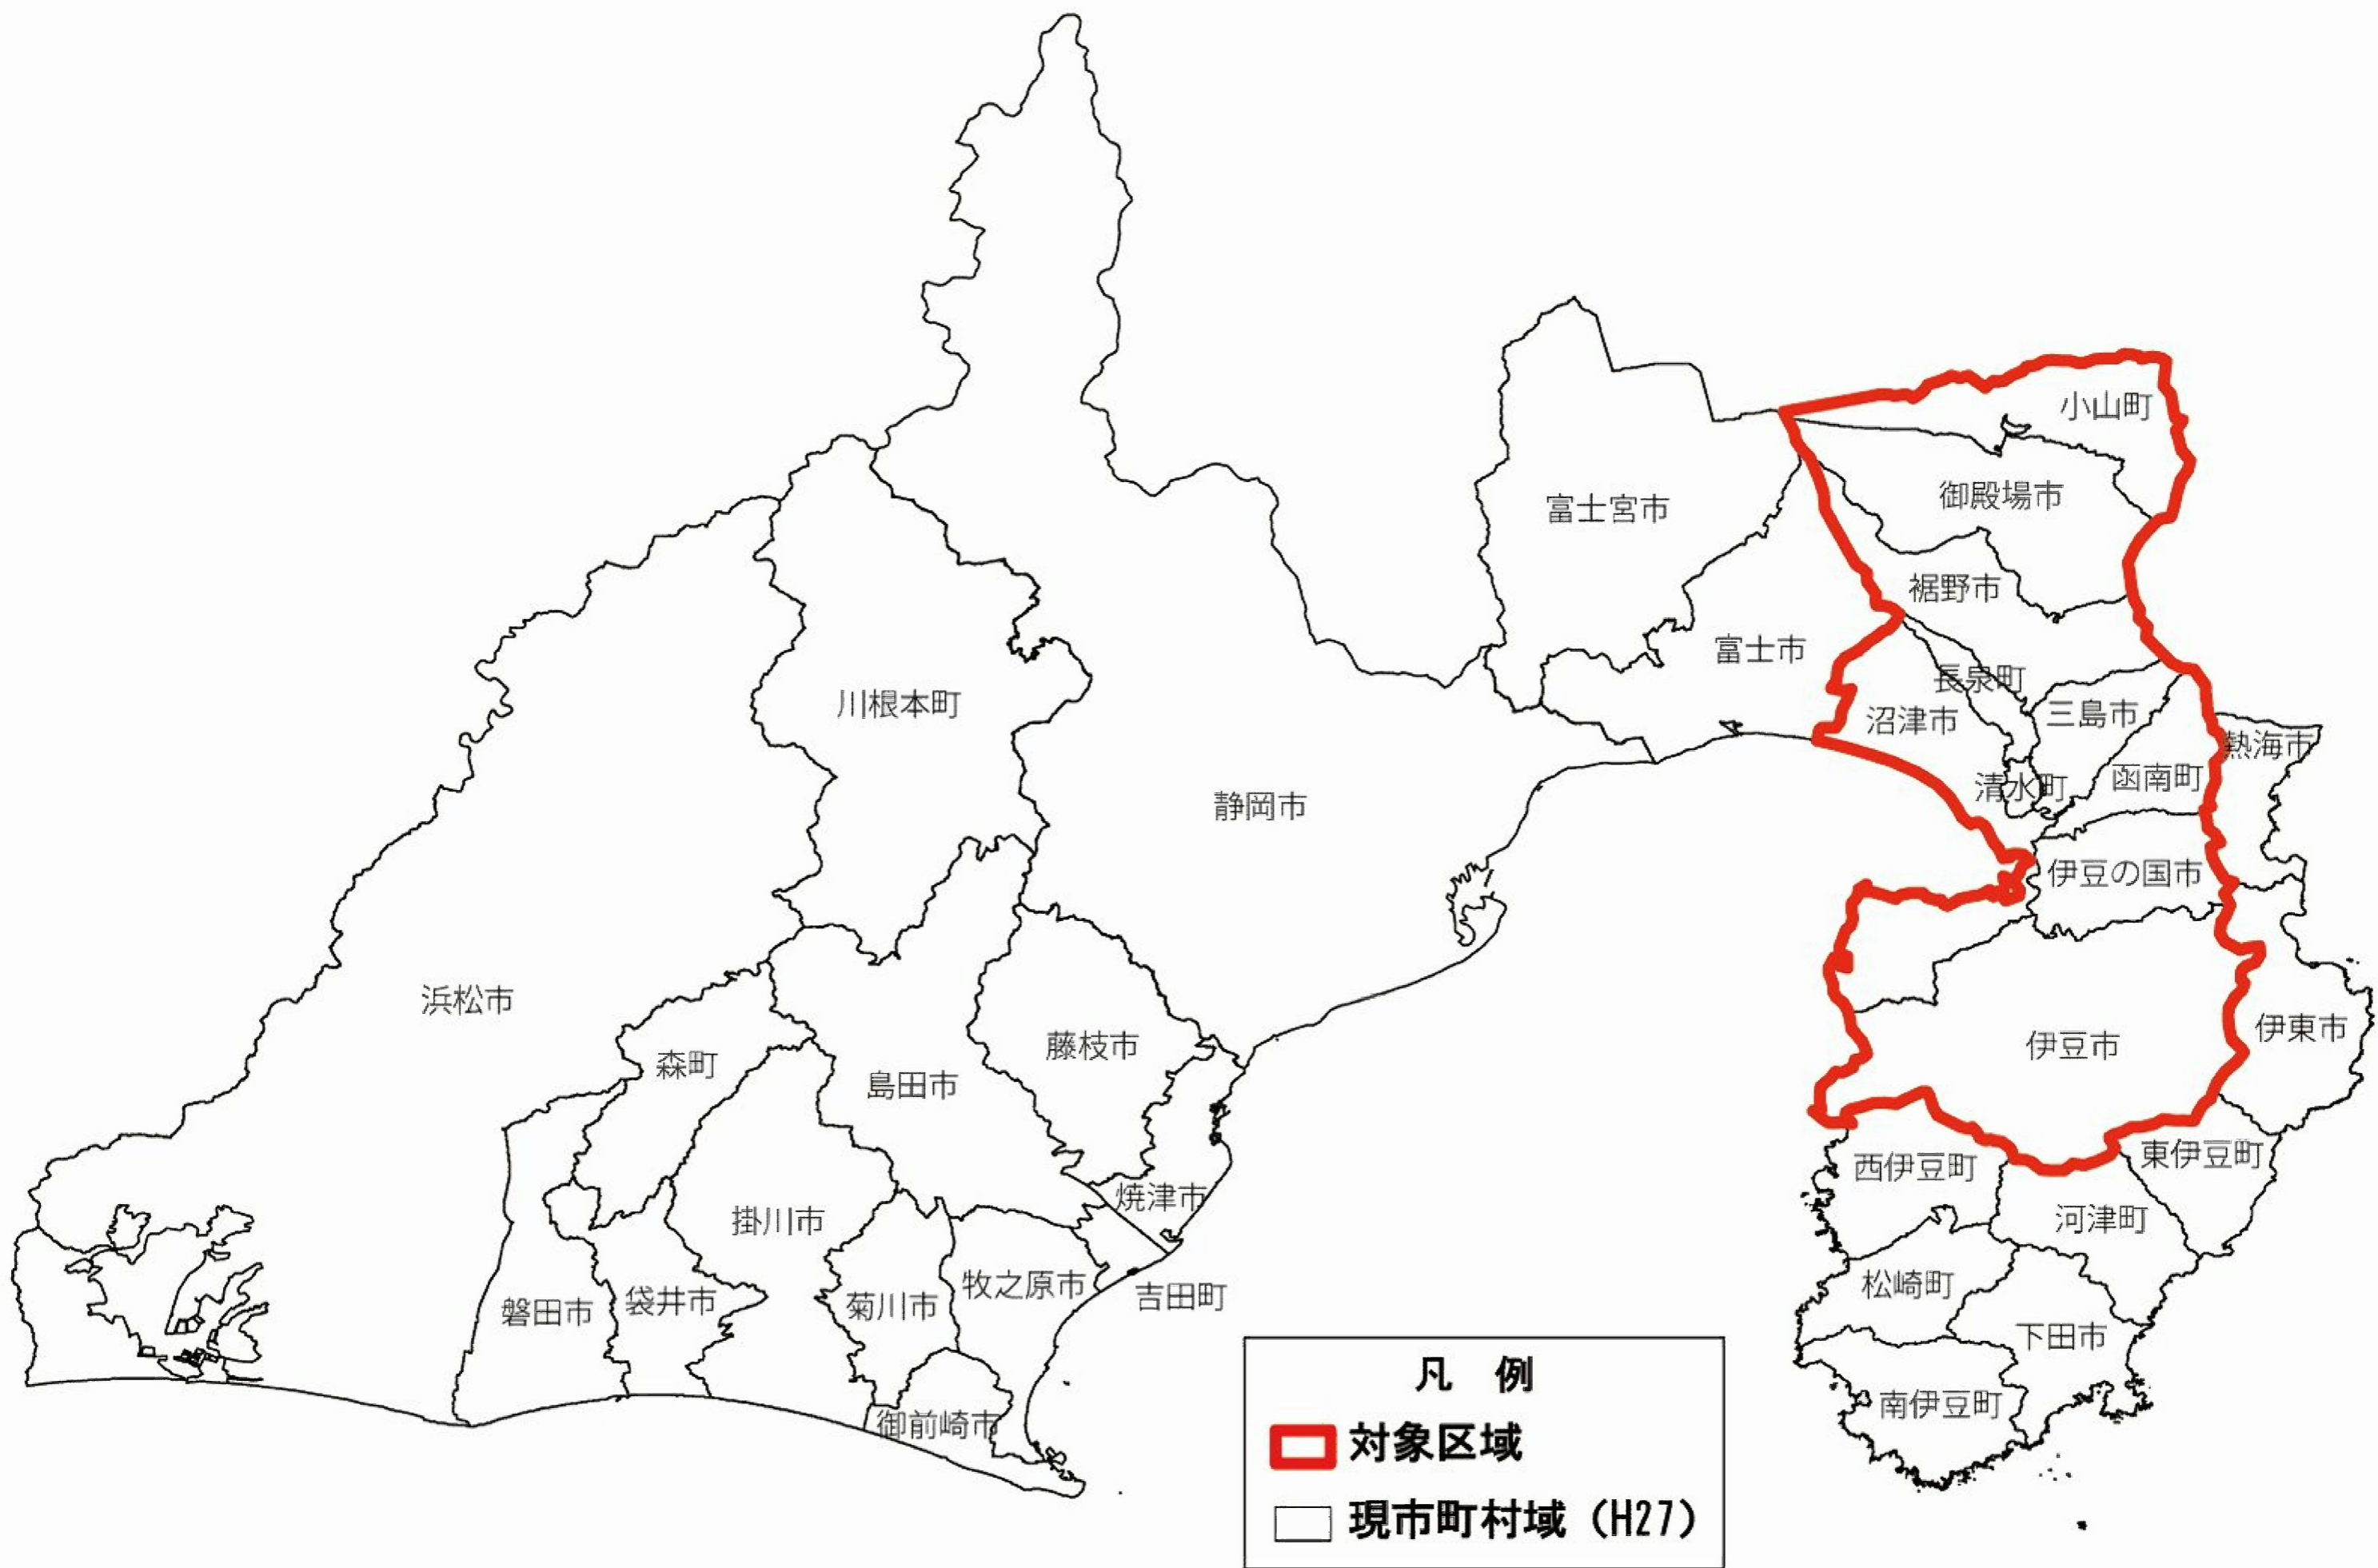 小山町
御殿場市
富士宮市
裾野市
富士市
長泉町
川根本町
三島市
沼津市
熱海市
函南町
清水町
静岡市
伊豆の国市
浜松市
伊東市
藤枝市
伊豆市
森町
島田市
東伊豆町
西伊豆町
焼津市
掛川市
河津町
牧之原市
松崎町
吉田町
袋井市
菊川市
磐田市
下田市
南伊豆町
御前崎市
凡 例
対象区域
現市町村域（H27）